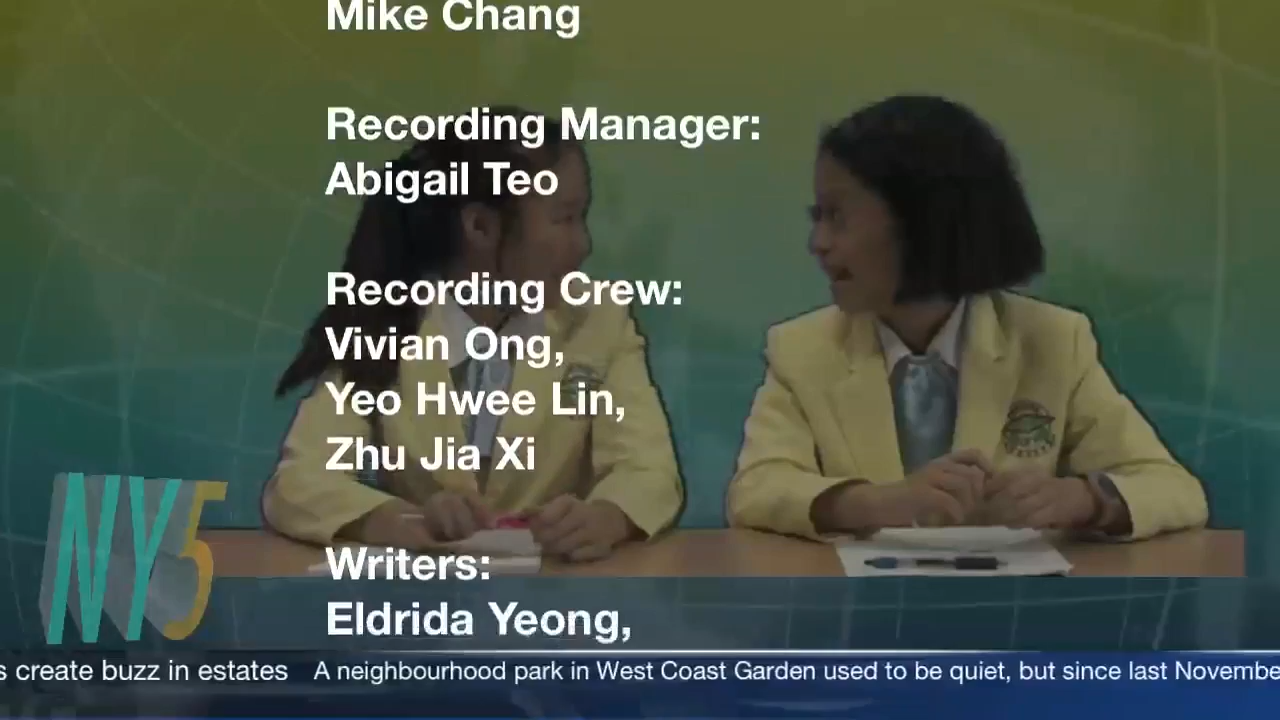 Mike Chang
Recording Manager:
Abigail Teo
Recording Crew:
Vivian Ong,
Yeo Hwee Lin,
Zhu Jia Xi
Writers:
Eldrida Yeong,
NY5
s create buzz in estates A neighbourhood park in West Coast Garden used to be quiet, but since last Novembe